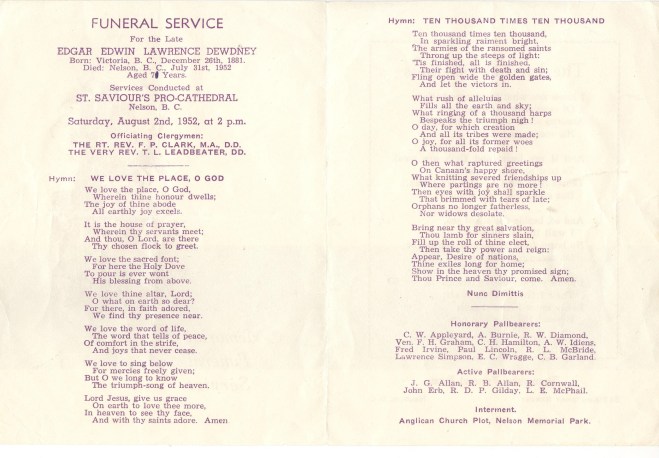 FUNERAL SERVICE
For the Late
EDGAR EDWIN LAWRENCE DEWDNEY
Born: Victoria, B. C., December 26th, 1881.
Died: Nelson, B. C., July 31st, 1952
Aged 70 Years.
Services Conducted at
ST. SAVIOUR'S PRO-CATHEDRAL
Nelson, B. C.
Saturday, August 2nd, 1952, at 2 p.m.
Officiating Clergymen:
THE RT. REV. F. P. CLARK, M.A., D.D.
THE VERY REV. T. L. LEADBEATER, DD.
Hymn: WE LOVE THE PLACE, O GOD
We love the place, O God,
Wherein thine honour dwells;
The joy of thine abode
All earthly joy excels.
It is the house of prayer,
Wherein thy servants meet;
And thou, O Lord, are there
Thy chosen flock to greet.
We love the sacred font;
For here the Holy Dove
To pour is ever wont
His blessing from above.
We love thine altar, Lord;
O what on earth so dear?
For there, in faith adored,
We find thy presence near.
We love the word of life,
The word that tells of peace,
Of comfort in the strife,
And joys that never cease.
We love to sing below
For mercies freely given;
But O we long to know
The triumph-song of heaven.
Lord Jesus, give us grace
On earth to love thee more,
In heaven to see thy face,
And with thy saints adore. Amen
Hymn: TEN THOUSAND TIMES TEN THOUSAND
Ten thousand times ten thousand,
In sparkling raiment bright,
The armies of the ransomed saints
Throng up the steeps of light:
'Tis finished, all is finished,
Their fight with death and sin;
Fling open wide the golden gates,
And let the victors in.
What rush of alleluias
Fills all the earth and sky;
What ringing of a thousand harps
Bespeaks the triumph nigh!
O day, for which creation
And all its tribes were made;
O joy, for all its former woes
A thousand-fold repaid!
O then what raptured greetings
On Canaan's happy shore,
What knitting severed friendships up
Where partings are no more!
Then eyes with joy shall sparkle
That brimmed with tears of late;
Orphans no longer fatherless,
Nor widows desolate.
Bring near thy great salvation,
Thou Lamb for sinners slain,
Fill up the roll of thine elect,
Then take thy power and reign:
Appear, Desire of nations,
Thine exiles long for home;
Show in the heaven thy promised sign;
Thou Prince and Saviour, come. Amen.
Nunc Dimittis
Honorary Pallbearers:
C. W. Appleyard, A. Burnie, R. W. Diamond,
Ven. F. H. Graham, C. H. Hamilton, A. W. Idiens,
Fred Irvine, Paul Lincoln, R. L. McBride,
Lawrence Simpson, E. C. Wragge, C. B. Garland.
Active Pallbearers:
J. G. Allan, R. B. Allan, R. Cornwall,
John Erb, R. D. P. Gilday, L. E. McPhail.
Interment.
Anglican Church Plot, Nelson Memorial Park.